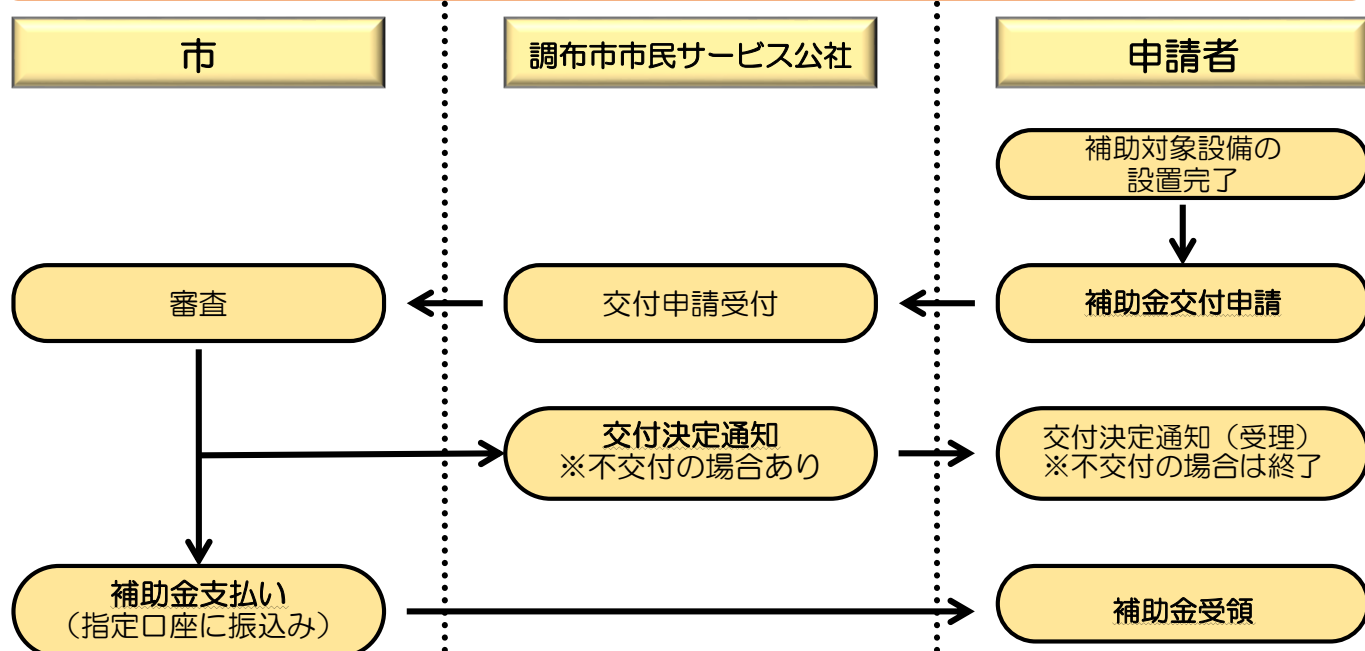 市
調布市市民サービス公社
申請者
補助対象設備の
設置完了
審査
交付申請受付
補助金交付申請
交付決定通知
※不交付の場合あり
交付決定通知（受理）
※不交付の場合は終了
補助金支払い
（指定口座に振込み）
補助金受領